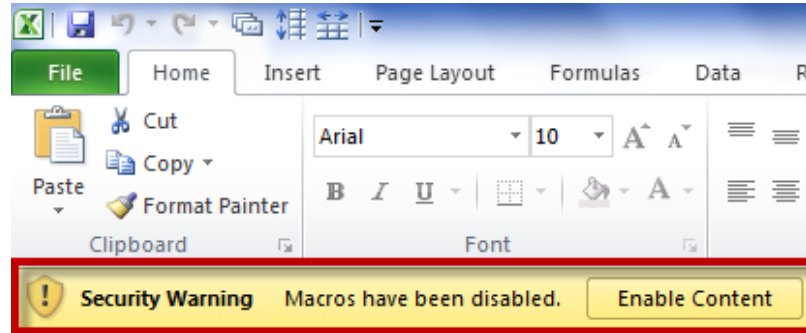 File Home Insert Page Layout Formulas Data R
Cut
Arial 10 A A
Copy
Paste
B I U A
Format Painter
Clipboard Font
! Security Warning Macros have been disabled. Enable Content